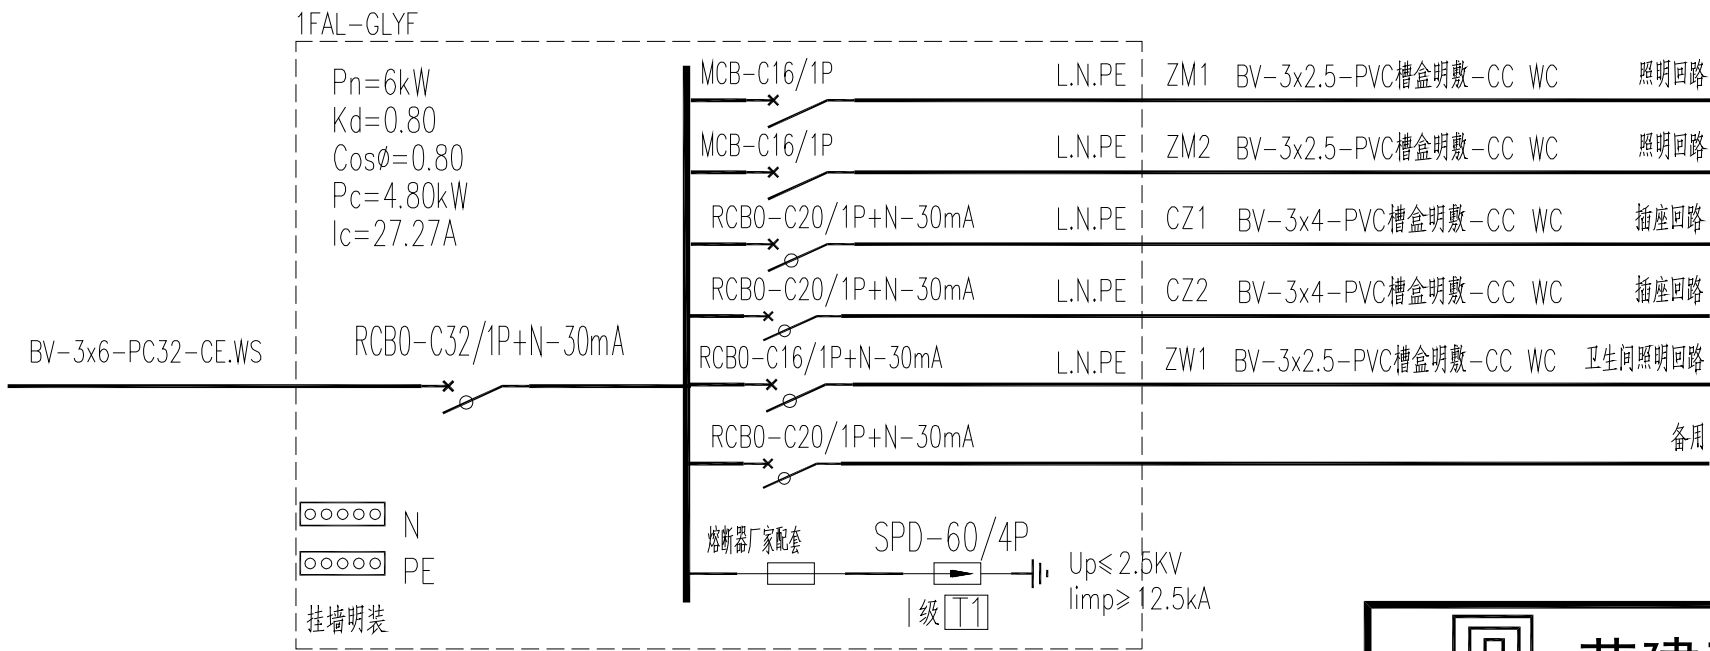 1FAL-GLYF
Pn=6kW
Kd=0.80
CosØ=0.80
Pc=4.80kW
Ic=27.27A
BV-3x6-PC32-CE.WS
RCBO-C32/1P+N-30mA
MCB-C16/1P L.N.PE ZM1 BV-3x2.5-PVC槽盒明敷-CC WC 照明回路
MCB-C16/1P L.N.PE ZM2 BV-3x2.5-PVC槽盒明敷-CC WC 照明回路
RCBO-C20/1P+N-30mA L.N.PE CZ1 BV-3x4-PVC槽盒明敷-CC WC 插座回路
RCBO-C20/1P+N-30mA L.N.PE CZ2 BV-3x4-PVC槽盒明敷-CC WC 插座回路
RCBO-C16/1P+N-30mA L.N.PE ZW1 BV-3x2.5-PVC槽盒明敷-CC WC 卫生间照明回路
RCBO-C20/1P+N-30mA 备用
N
PE
挂墙明装
熔断器厂家配套 SPD-60/4P
I级 T1
Up≤2.5KV
Iimp≥12.5kA